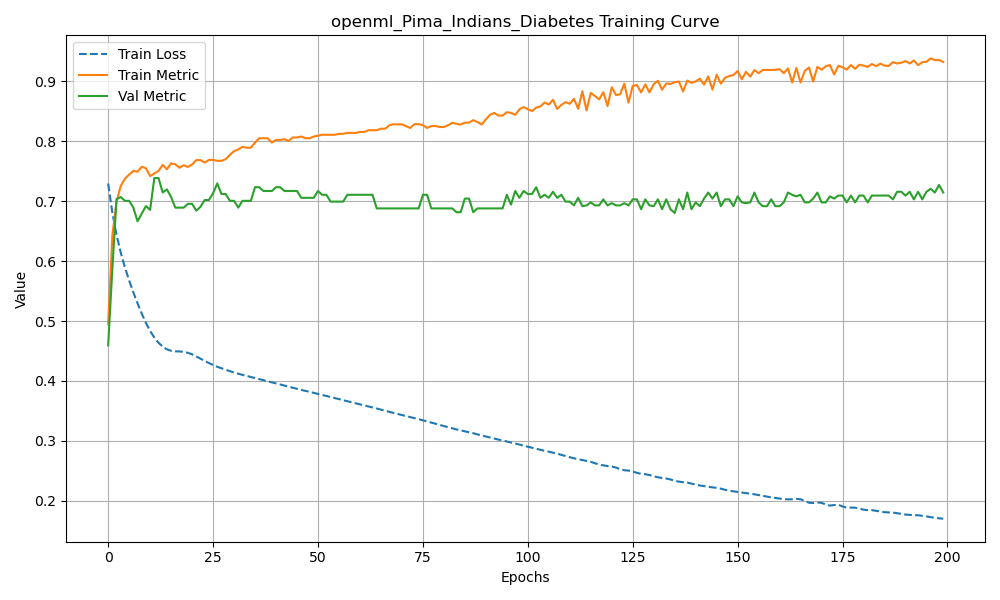 openml_Pima_Indians_Diabetes Training Curve
Train Loss
Train Metric
Val Metric
Value
0.9
0.8
0.7
0.6
0.5
0.4
0.3
0.2
0 25 50 75 100 125 150 175 200
Epochs